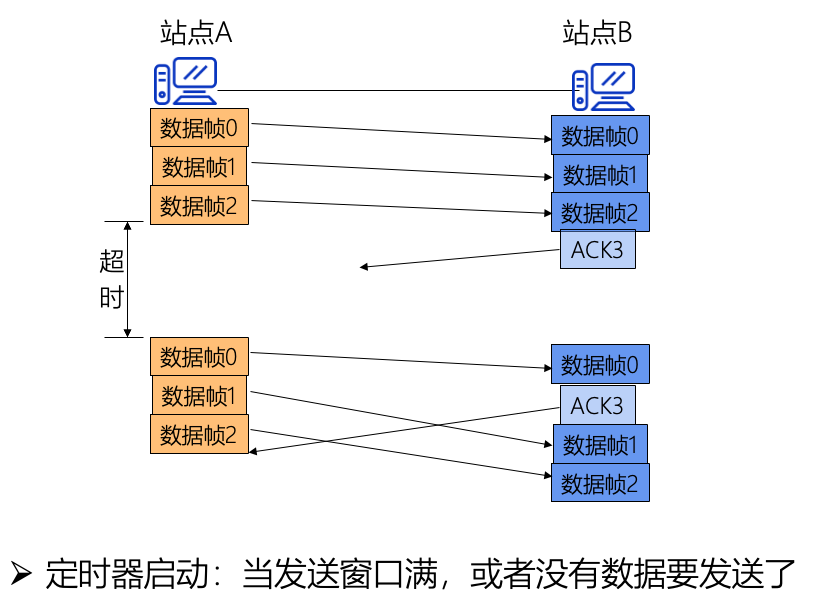 站点A 站点B
数据帧0 数据帧0
数据帧1 数据帧1
数据帧2 数据帧2
ACK3
超
时
数据帧0 数据帧0
数据帧1 ACK3
数据帧2 数据帧1
数据帧2
➢ 定时器启动：当发送窗口满，或者没有数据要发送了